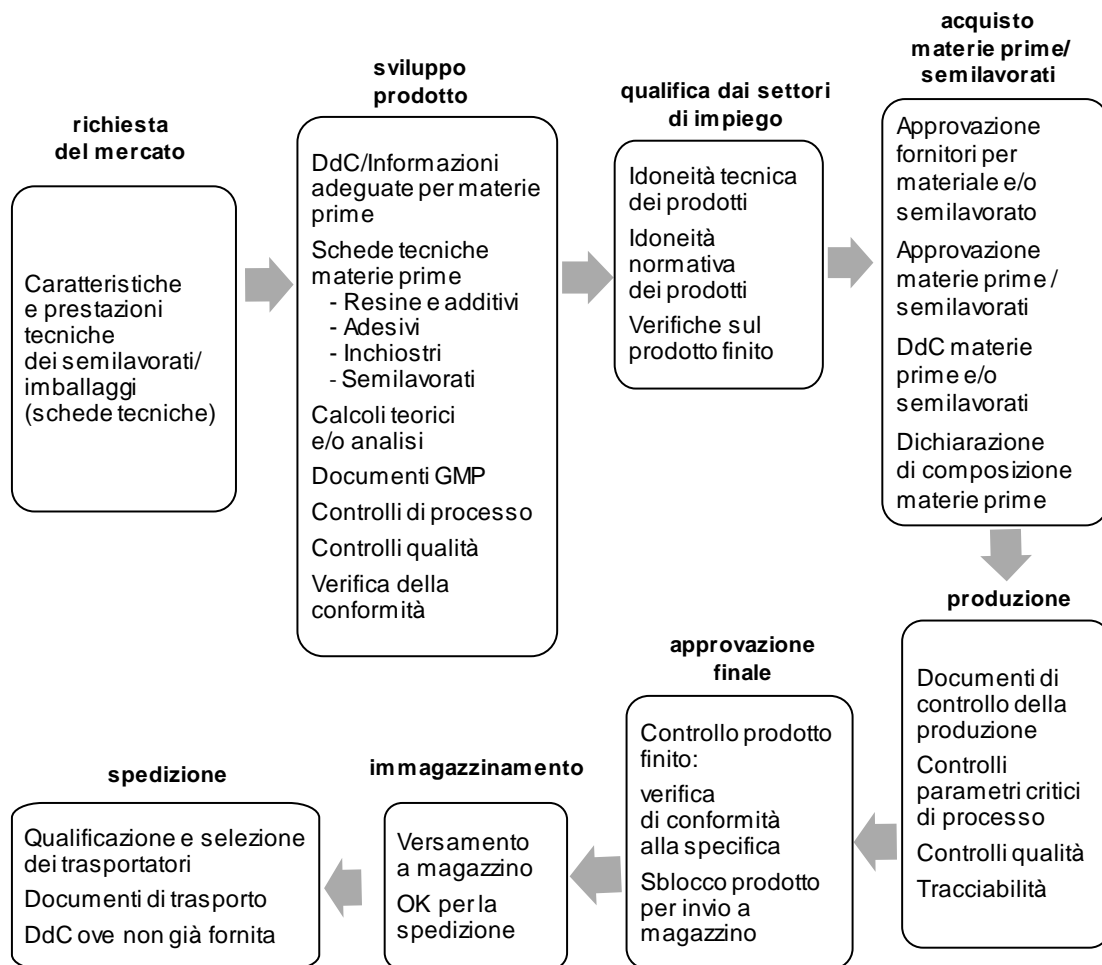 richiesta
del mercato
Caratteristiche
e prestazioni
tecniche
dei semilavorati/
imballaggi
(schede tecniche)
sviluppo
prodotto
DdC/Informazioni
adeguate per materie
prime
Schede tecniche
materie prime
- Resine e additivi
- Adesivi
- Inchiostri
- Semilavorati
Calcoli teorici
e/o analisi
Documenti GMP
Controlli di processo
Controlli qualità
Verifica della
conformità
qualifica dai settori
di impiego
Idoneità tecnica
dei prodotti
Idoneità
normativa
dei prodotti
Verifiche sul
prodotto finito
acquisto
materie prime/
semilavorati
Approvazione
fornitori per
materiale e/o
semilavorato
Approvazione
materie prime /
semilavorati
DdC materie
prime e/o
semilavorati
Dichiarazione
di composizione
materie prime
produzione
Documenti di
controllo della
produzione
Controlli
parametri critici
di processo
Controlli qualità
Tracciabilità
approvazione
finale
Controllo prodotto
finito:
verifica
di conformità
alla specifica
Sblocco prodotto
per invio a
magazzino
immagazzinamento
Versamento
a magazzino
OK per la
spedizione
spedizione
Qualificazione e selezione
dei trasportatori
Documenti di trasporto
DdC ove non già fornita